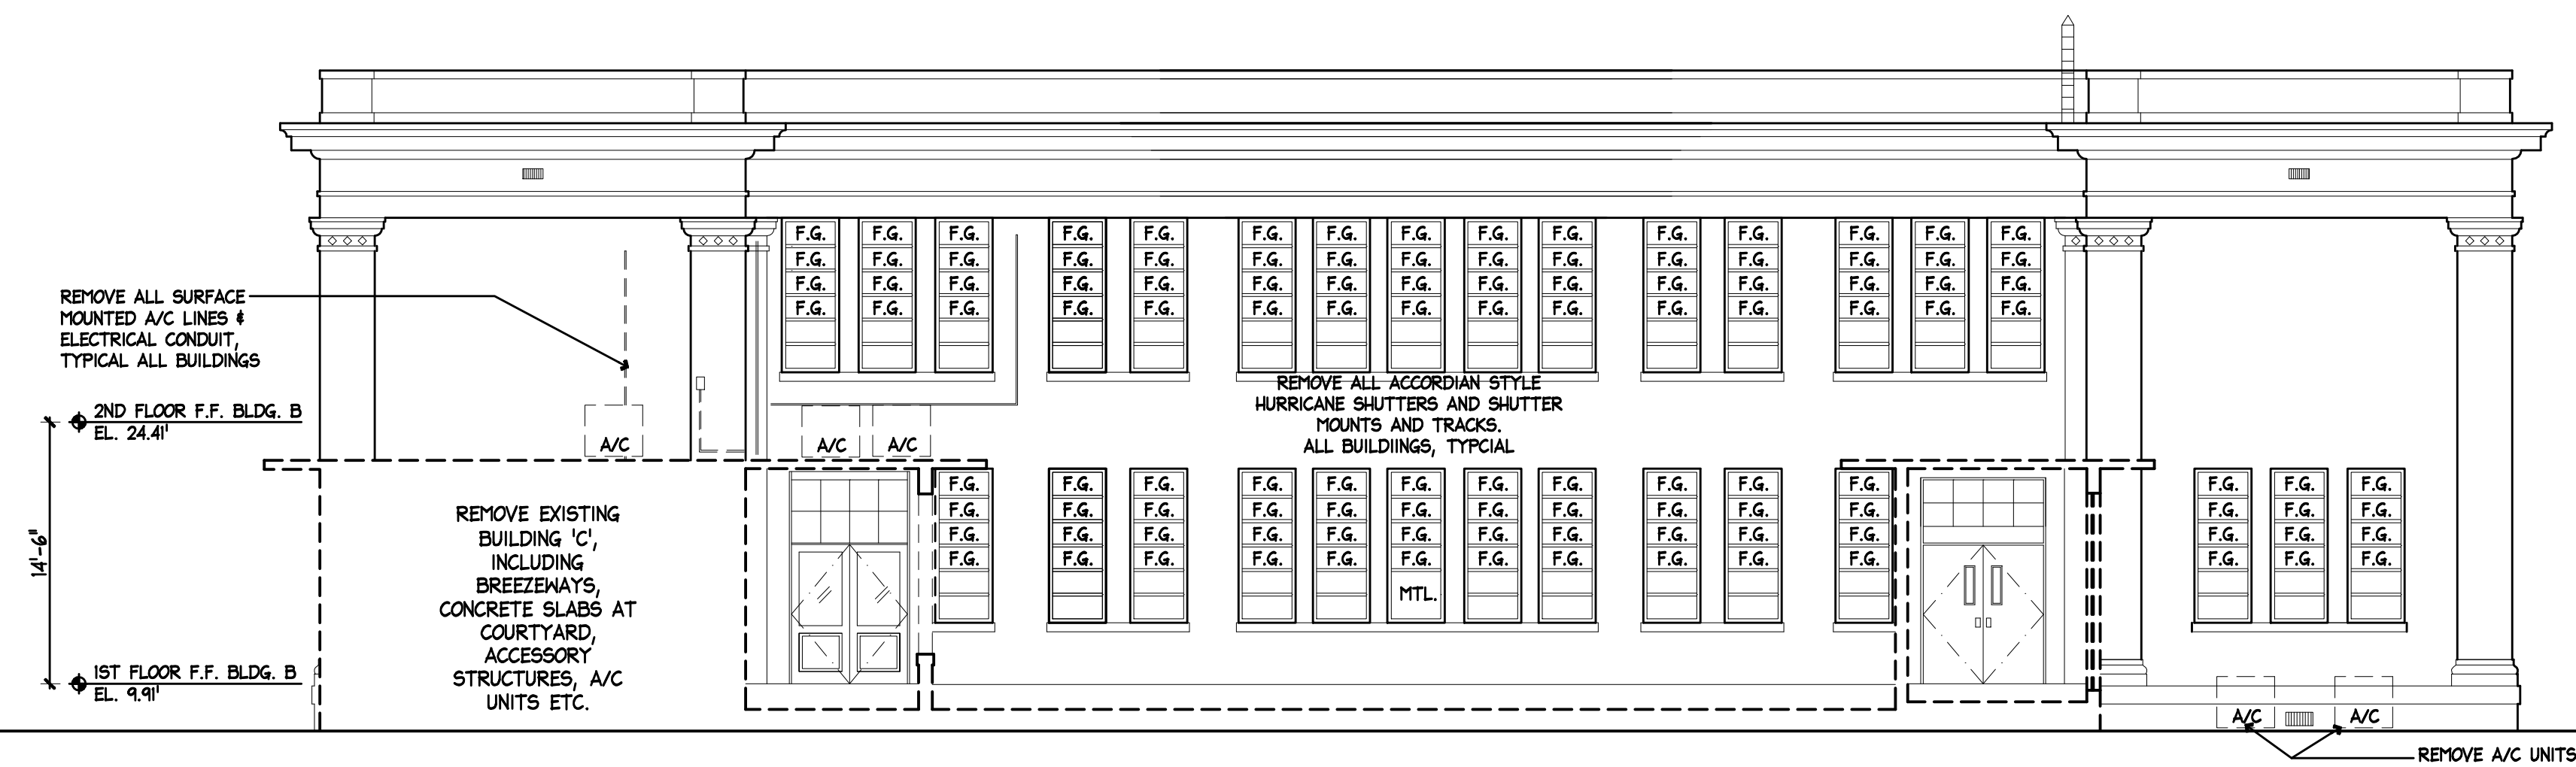 F.G. F.G. F.G. F.G. F.G. F.G. F.G. F.G. F.G. F.G. F.G. F.G. F.G. F.G. F.G.
F.G. F.G. F.G. F.G. F.G. F.G. F.G. F.G. F.G. F.G. F.G. F.G. F.G. F.G. F.G.
F.G. F.G. F.G. F.G. F.G. F.G. F.G. F.G. F.G. F.G. F.G. F.G. F.G. F.G. F.G.
F.G. F.G. F.G. F.G. F.G. F.G. F.G. F.G. F.G. F.G. F.G. F.G. F.G. F.G. F.G.
REMOVE ALL SURFACE
MOUNTED A/C LINES &
ELECTRICAL CONDUIT,
TYPICAL ALL BUILDINGS
REMOVE ALL ACCORDIAN STYLE
HURRICANE SHUTTERS AND SHUTTER
MOUNTS AND TRACKS.
ALL BUILDIINGS, TYPCIAL
2ND FLOOR F.F. BLDG. B
EL. 24.41'
A/C A/C A/C
F.G. F.G. F.G. F.G. F.G. F.G. F.G. F.G. F.G. F.G. F.G. F.G. F.G. F.G.
F.G. F.G. F.G. F.G. F.G. F.G. F.G. F.G. F.G. F.G. F.G. F.G. F.G. F.G.
F.G. F.G. F.G. F.G. F.G. F.G. F.G. F.G. F.G. F.G. F.G. F.G. F.G. F.G.
F.G. F.G. F.G. F.G. F.G. F.G. F.G. F.G. F.G. F.G. F.G. F.G. F.G. F.G.
MTL.
14'-6"
REMOVE EXISTING
BUILDING 'C',
INCLUDING
BREEZEWAYS,
CONCRETE SLABS AT
COURTYARD,
ACCESSORY
STRUCTURES, A/C
UNITS ETC.
1ST FLOOR F.F. BLDG. B
EL. 9.91'
A/C A/C
REMOVE A/C UNITS